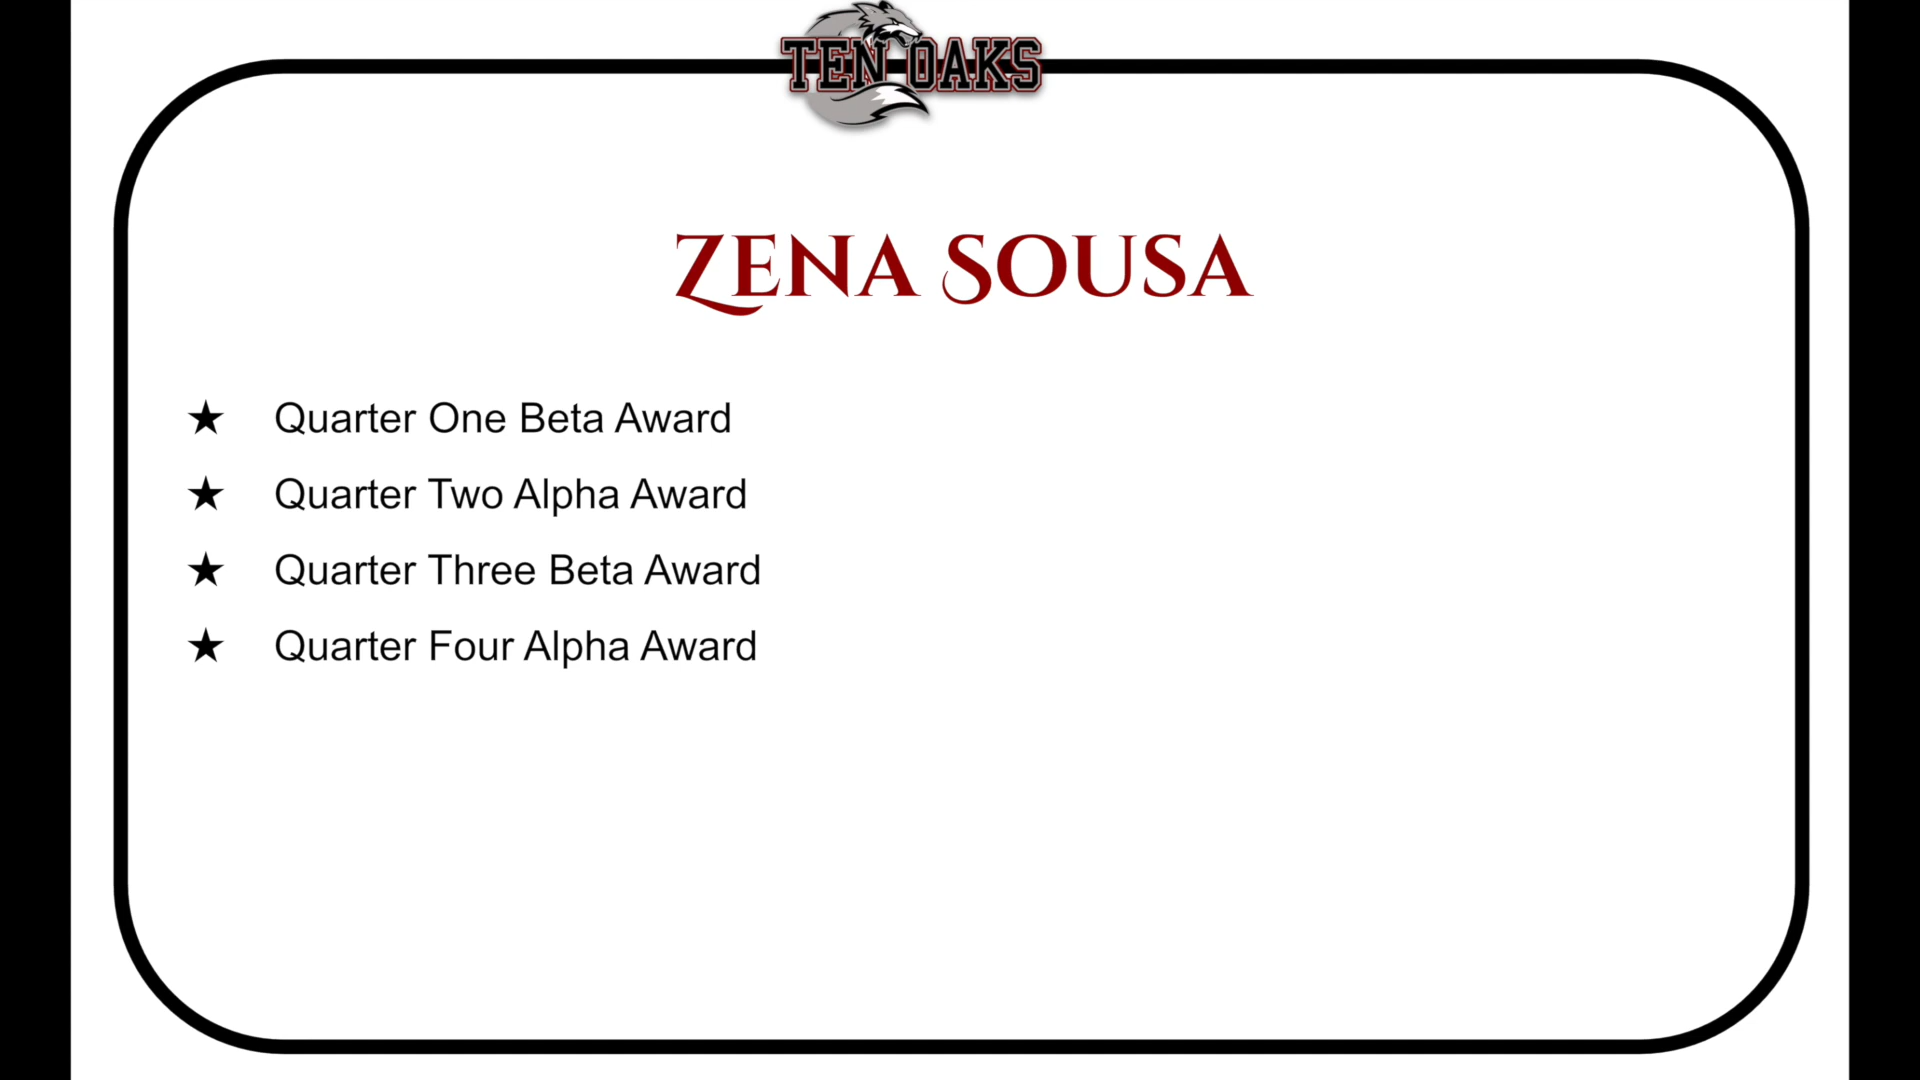 TEN OAKS
Zena Sousa
★ Quarter One Beta Award
★ Quarter Two Alpha Award
★ Quarter Three Beta Award
★ Quarter Four Alpha Award